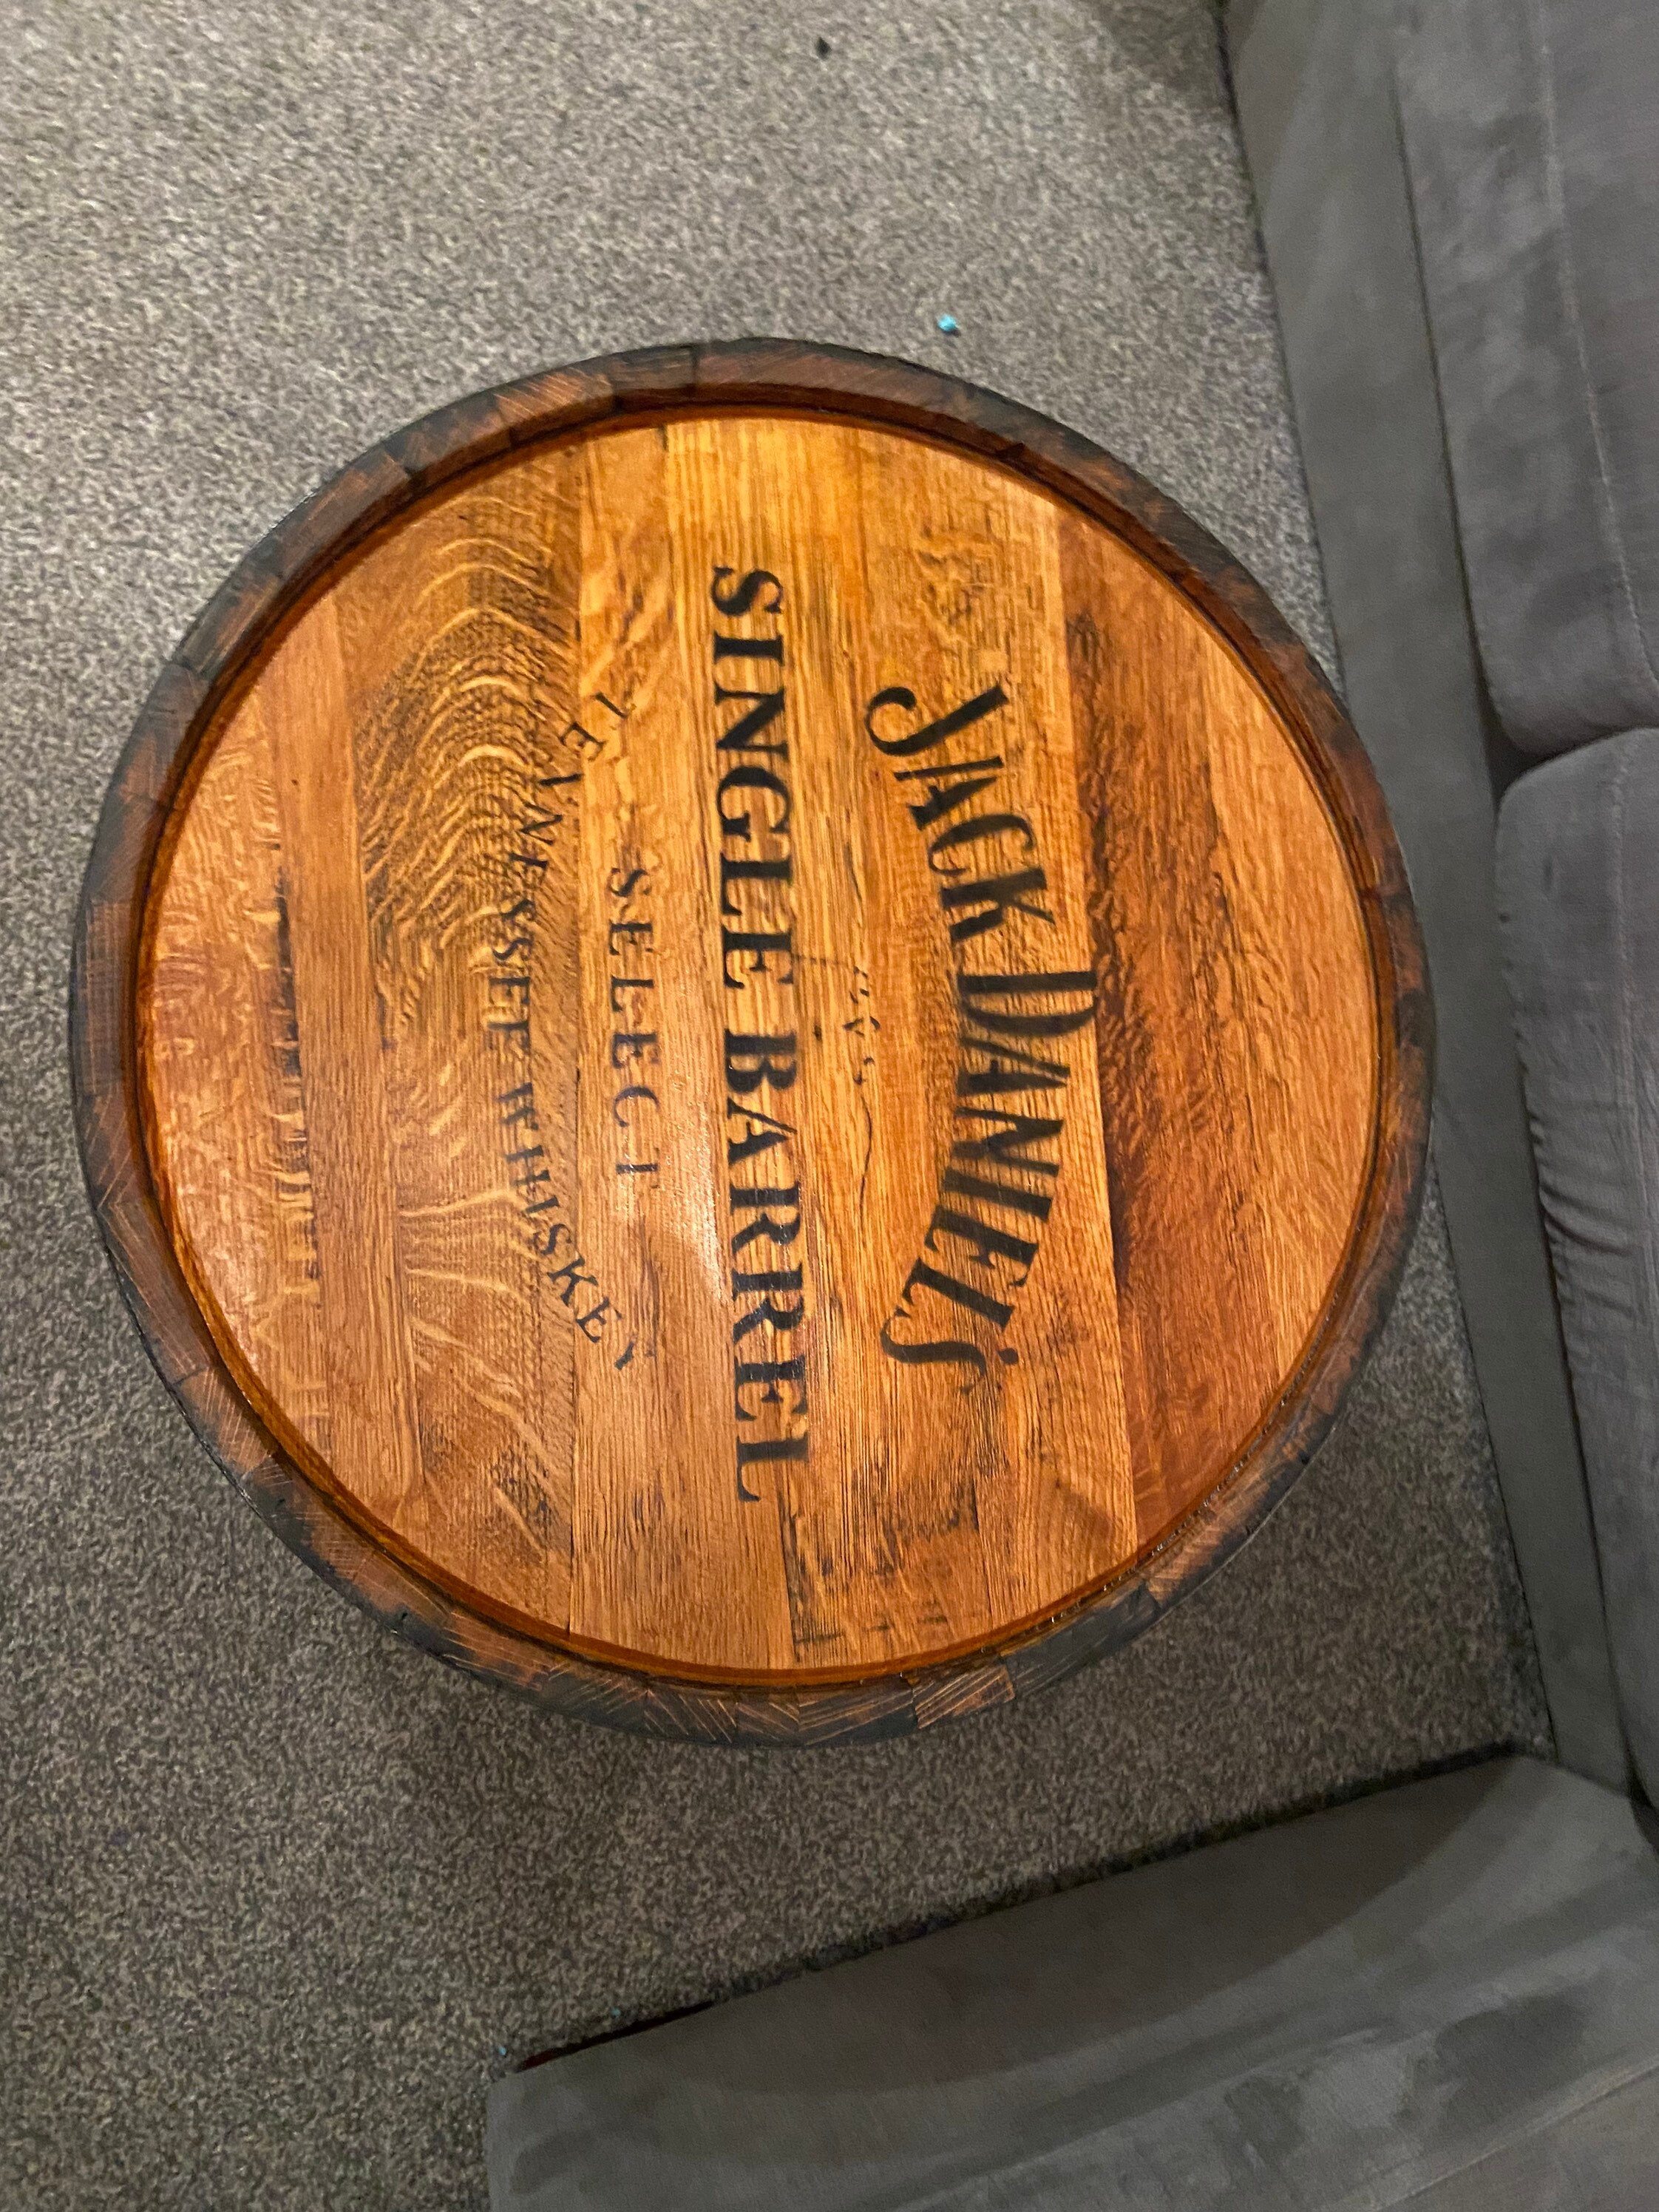 JACK DANIEL'S
SINGLE BARREL
SELECT
TENNESSEE WHISKEY